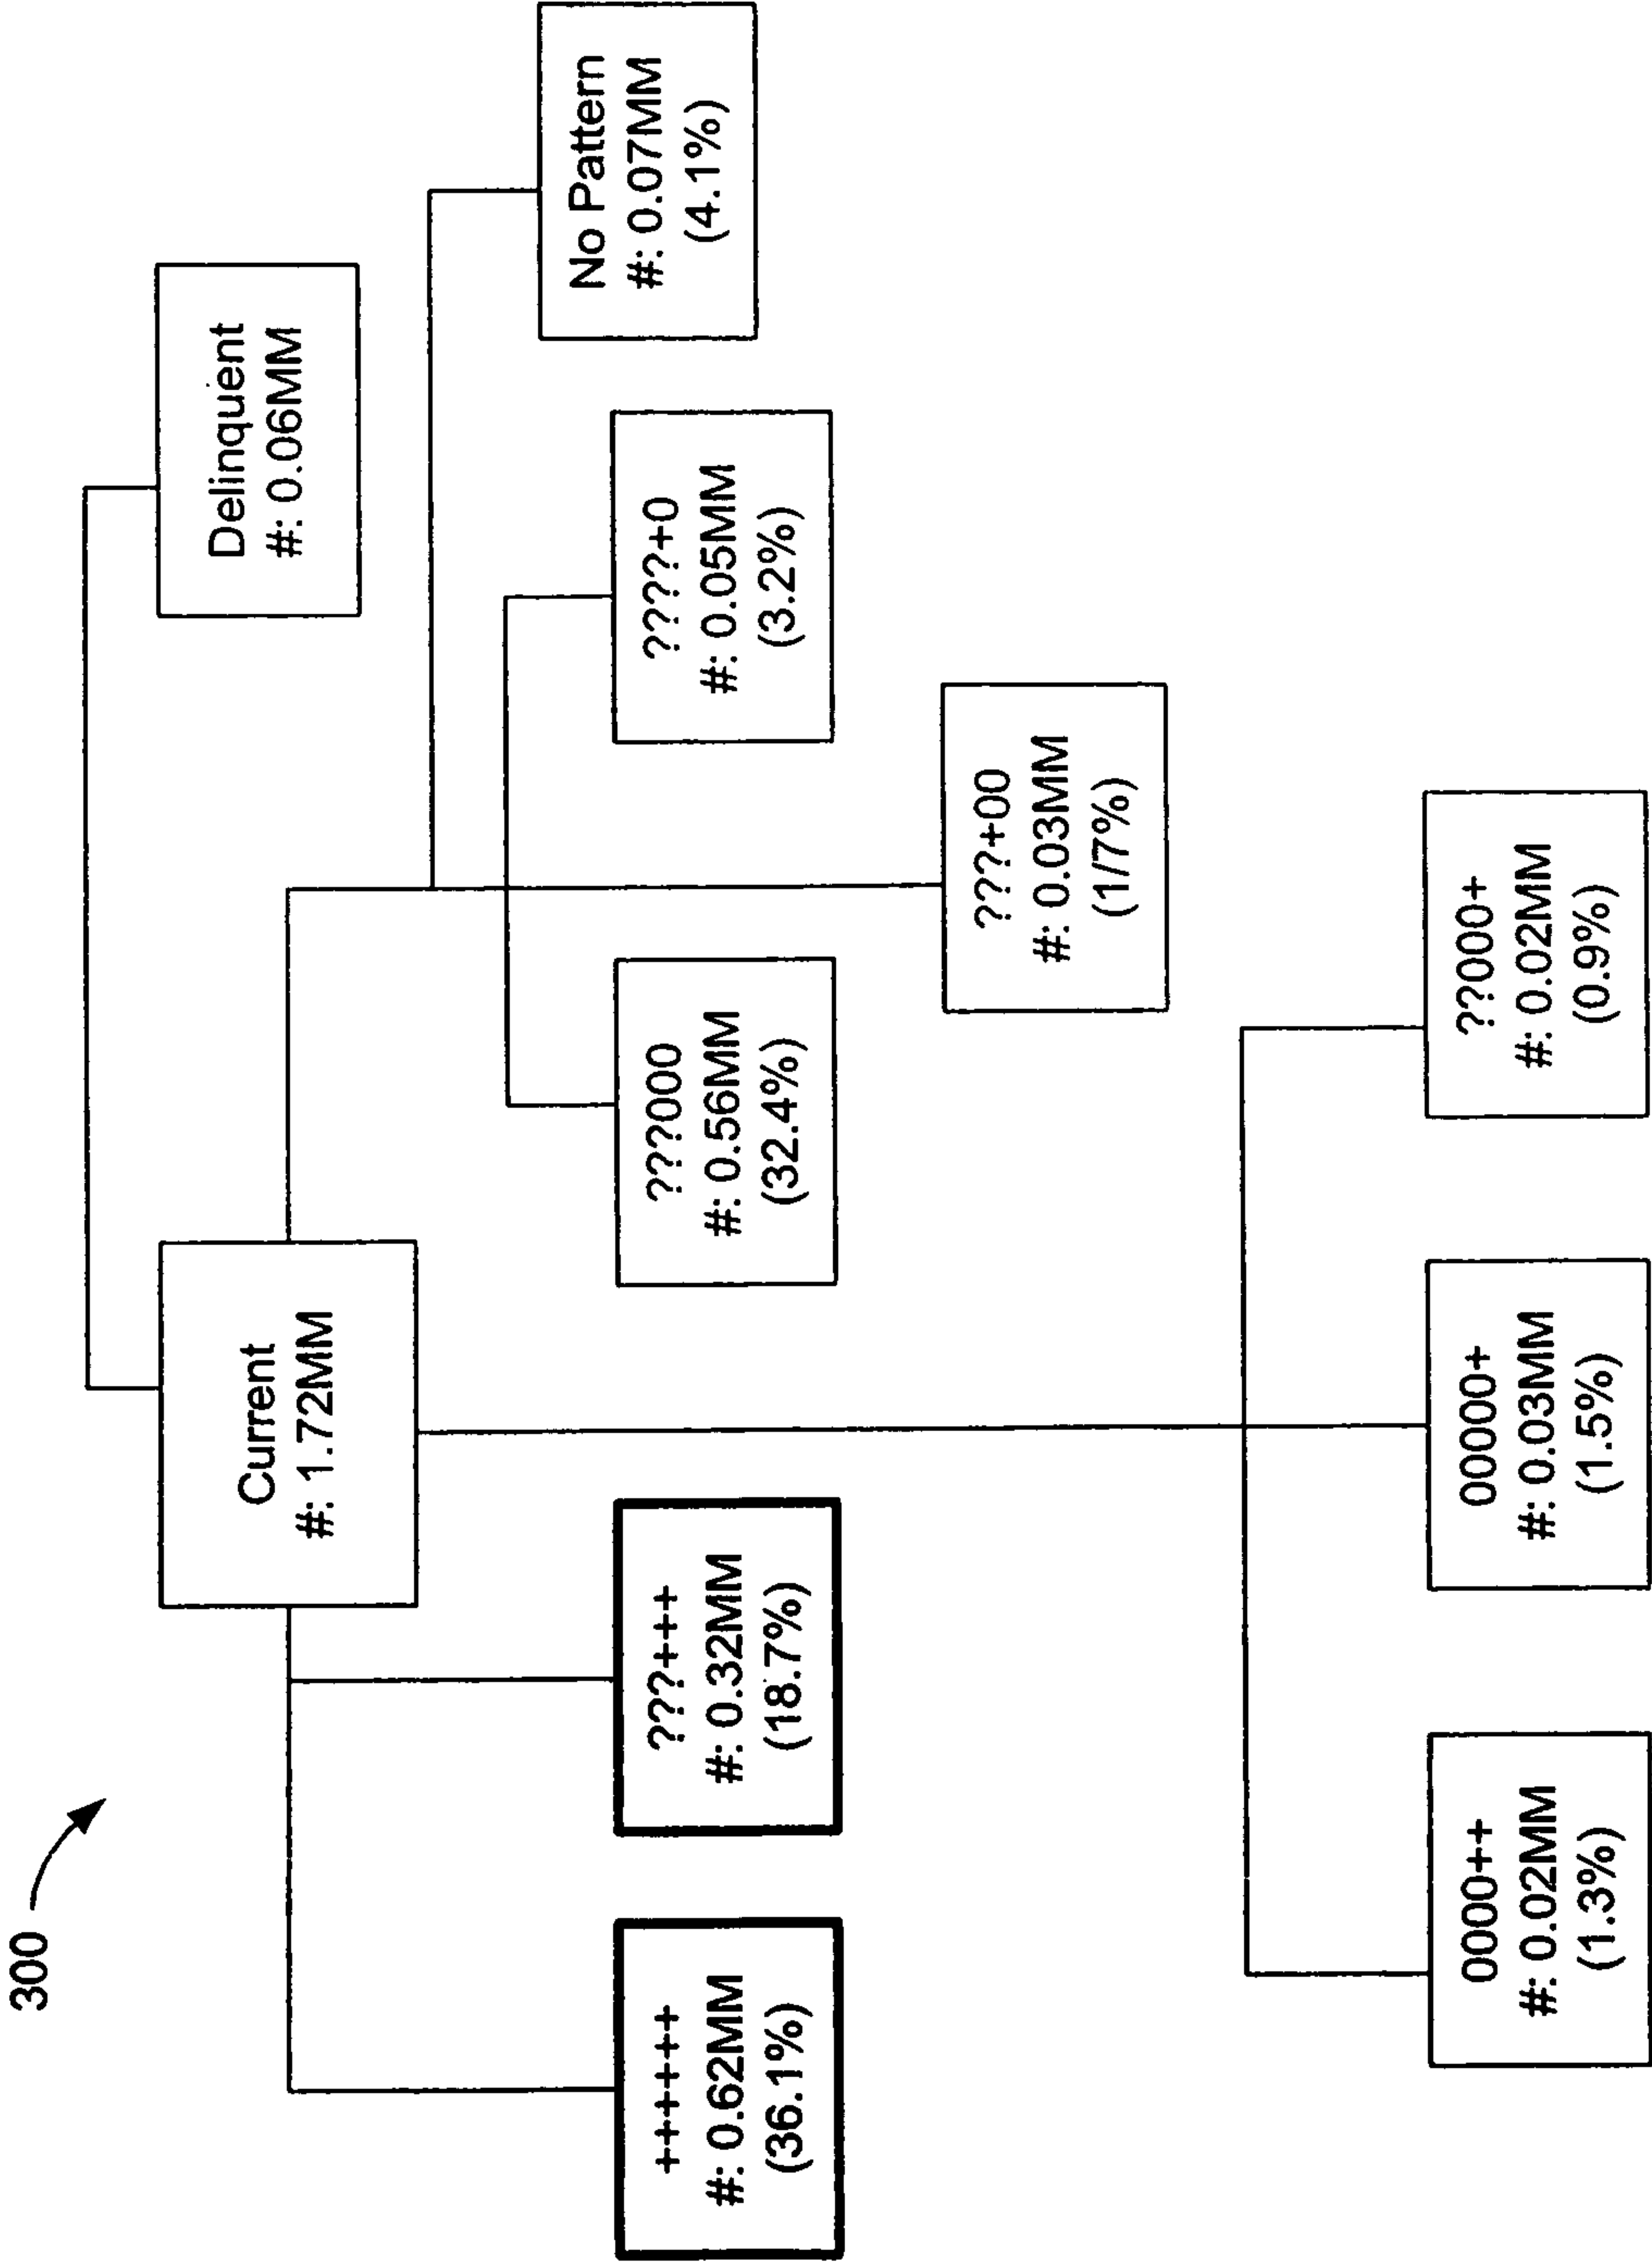 300
Current
#: 1.72MM
Delinquent
#: 0.06MM
++++++
#: 0.62MM
(36.1%)
???+++
#: 0.32MM
(18.7%)
???000
#: 0.56MM
(32.4%)
????+0
#: 0.05MM
(3.2%)
No Pattern
#: 0.07MM
(4.1%)
???+00
#: 0.03MM
(1/7%)
0000++
#: 0.02MM
(1.3%)
00000+
#: 0.03MM
(1.5%)
??000+
#: 0.02MM
(0.9%)